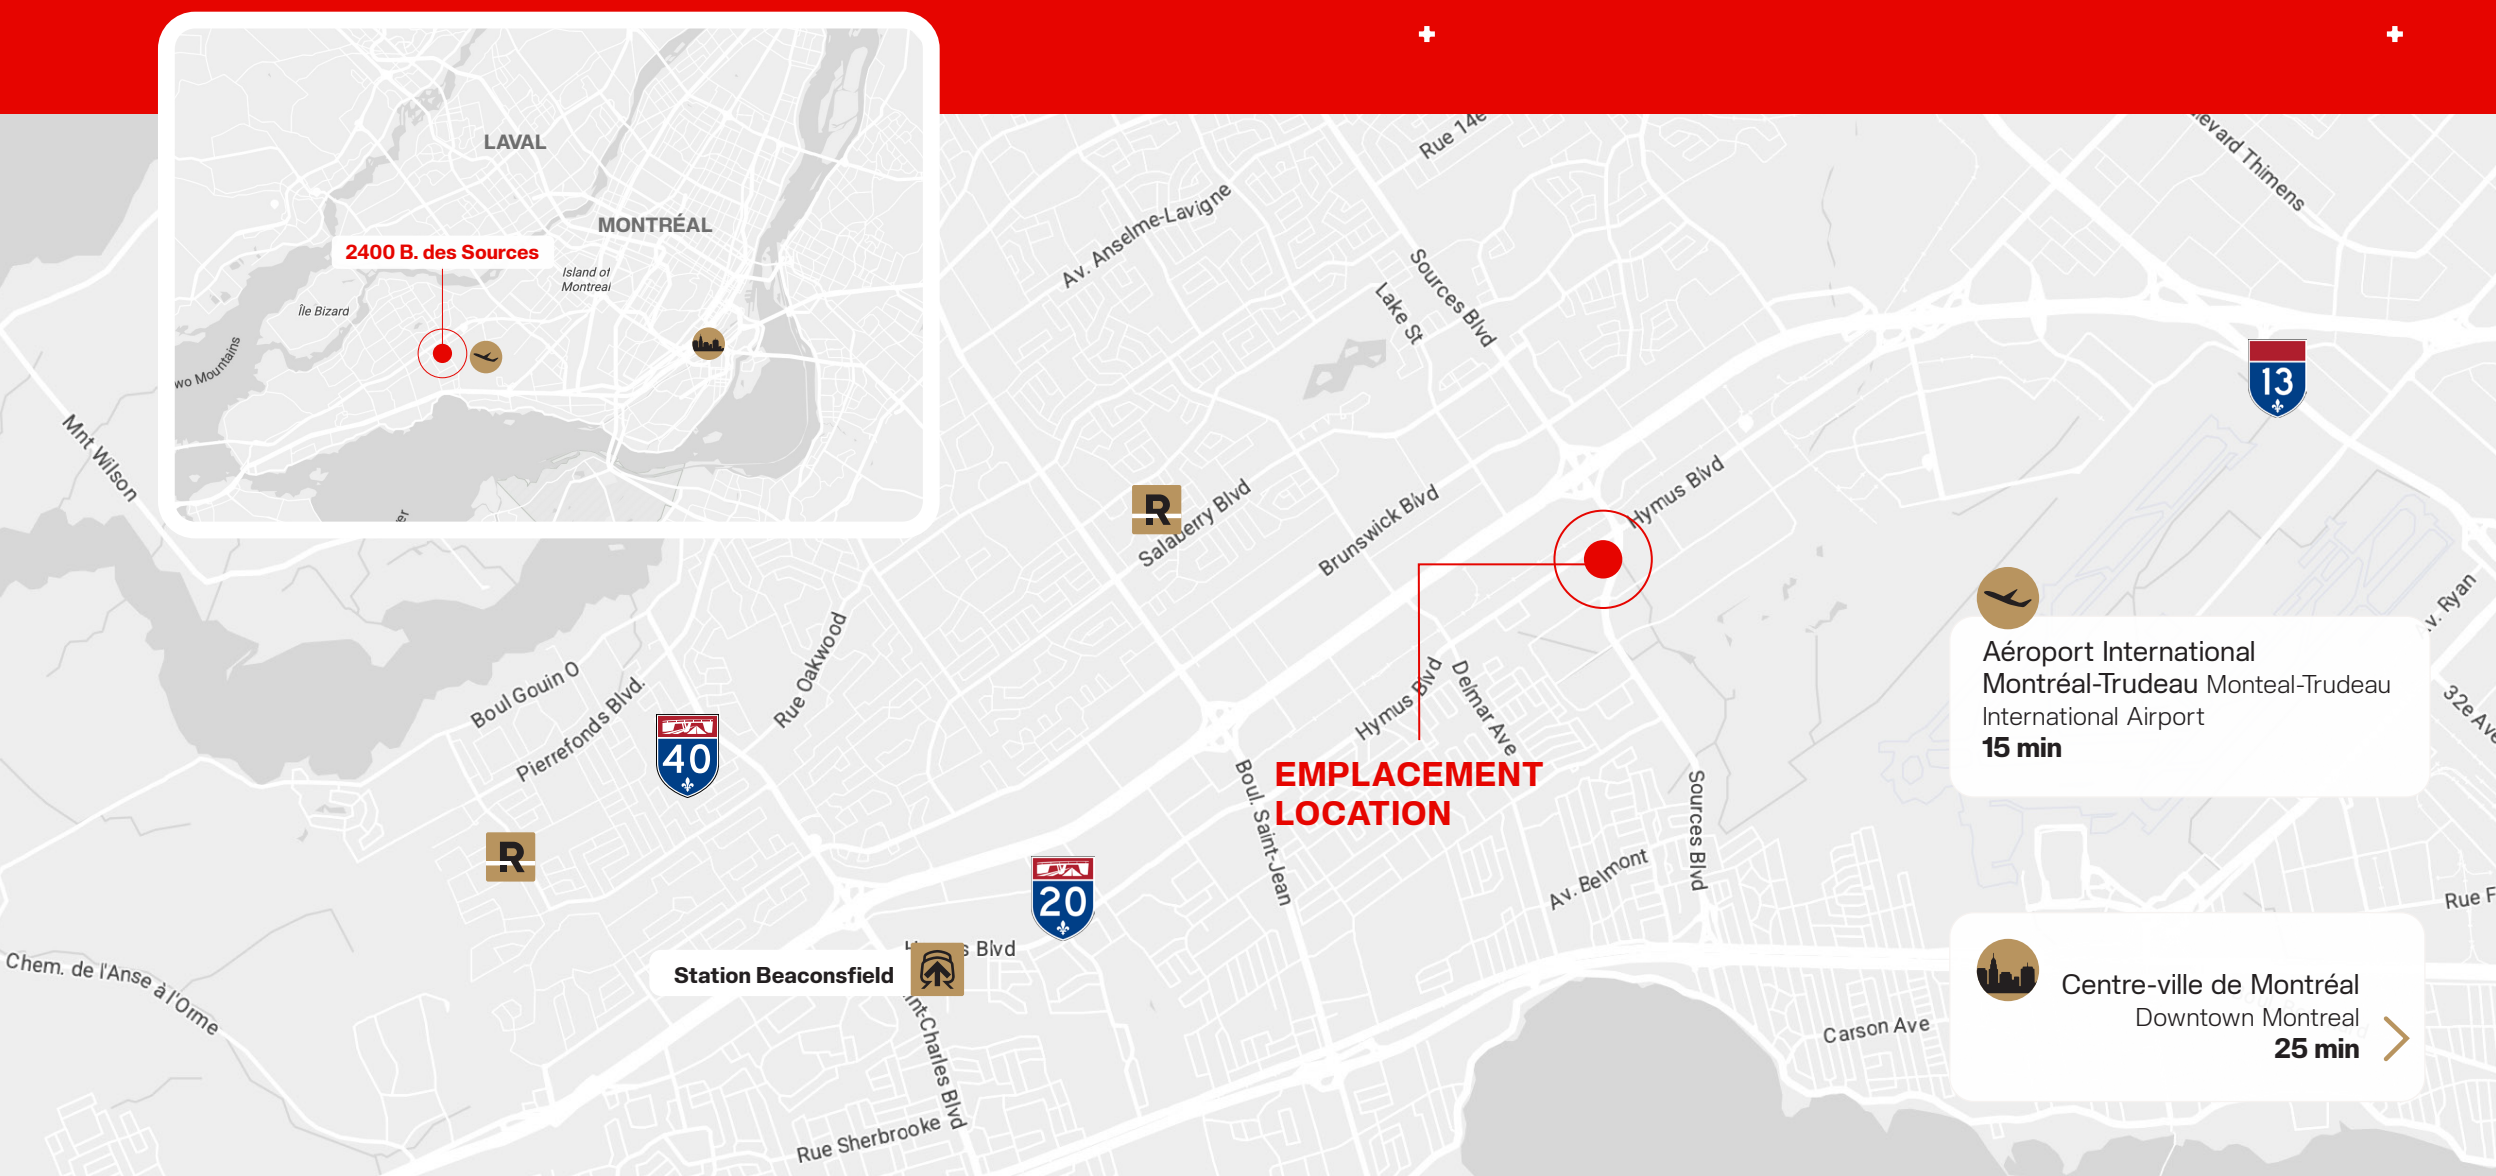 LAVAL
MONTRÉAL
2400 B. des Sources
Island of
Montreal
Île Bizard
Mountains
Rue 14e
Thimens
Av. Anselme-Lavigne
Sources Blvd
Lake St
13
Mnt Wilson
R
Salaberry Blvd
Brunswick Blvd
Hymus Blvd
Ryan
Aéroport International
Montréal-Trudeau Monteal-Trudeau
International Airport
15 min
Boul Gouin O
Pierrefonds Blvd.
Rue Oakwood
40
Hymus Blvd
Delmar Ave
32e Ave
EMPLACEMENT
LOCATION
Boul. Saint-Jean
Sources Blvd
R
20
Av. Belmont
Rue
Blvd
Station Beaconsfield
Chem. de l'Anse à l'Orme
Centre-ville de Montréal
Downtown Montreal
25 min
Carson Ave
Charles Blvd
Rue Sherbrooke